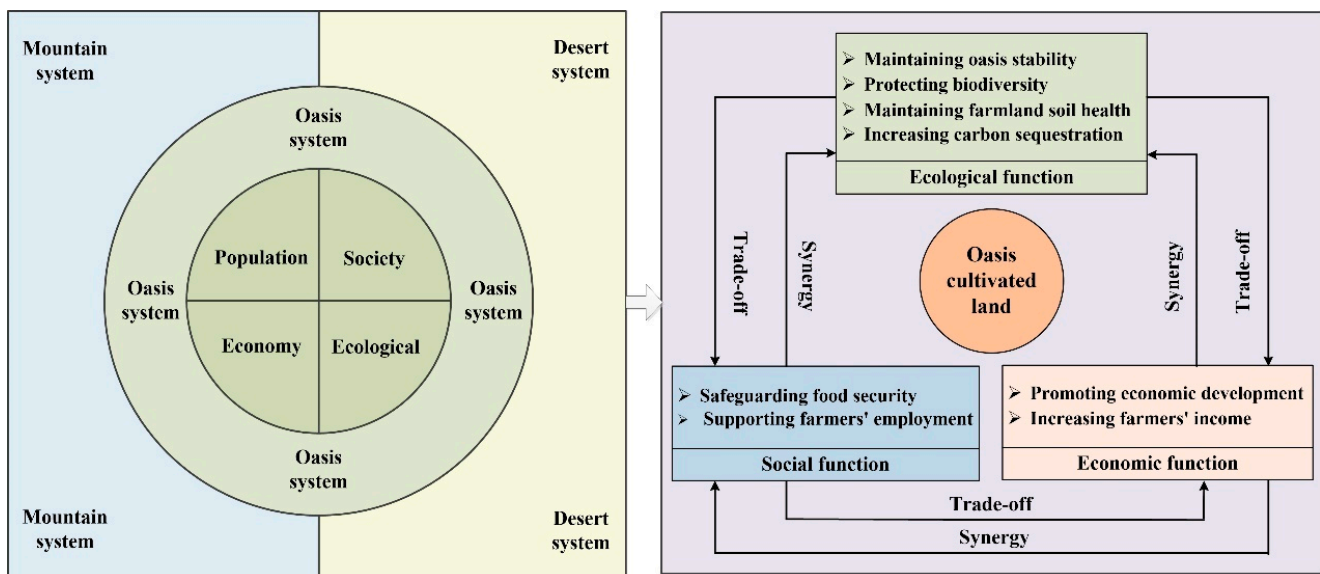 Mountain
system
Desert
system
Oasis
system
Population
Society
Oasis
system
Oasis
system
Economy
Ecological
Oasis
system
Mountain
system
Desert
system
➢ Maintaining oasis stability
➢ Protecting biodiversity
➢ Maintaining farmland soil health
➢ Increasing carbon sequestration
Ecological function
Trade-off
Synergy
Oasis
cultivated
land
Synergy
Trade-off
➢ Safeguarding food security
➢ Supporting farmers' employment
Social function
➢ Promoting economic development
➢ Increasing farmers' income
Economic function
Trade-off
Synergy